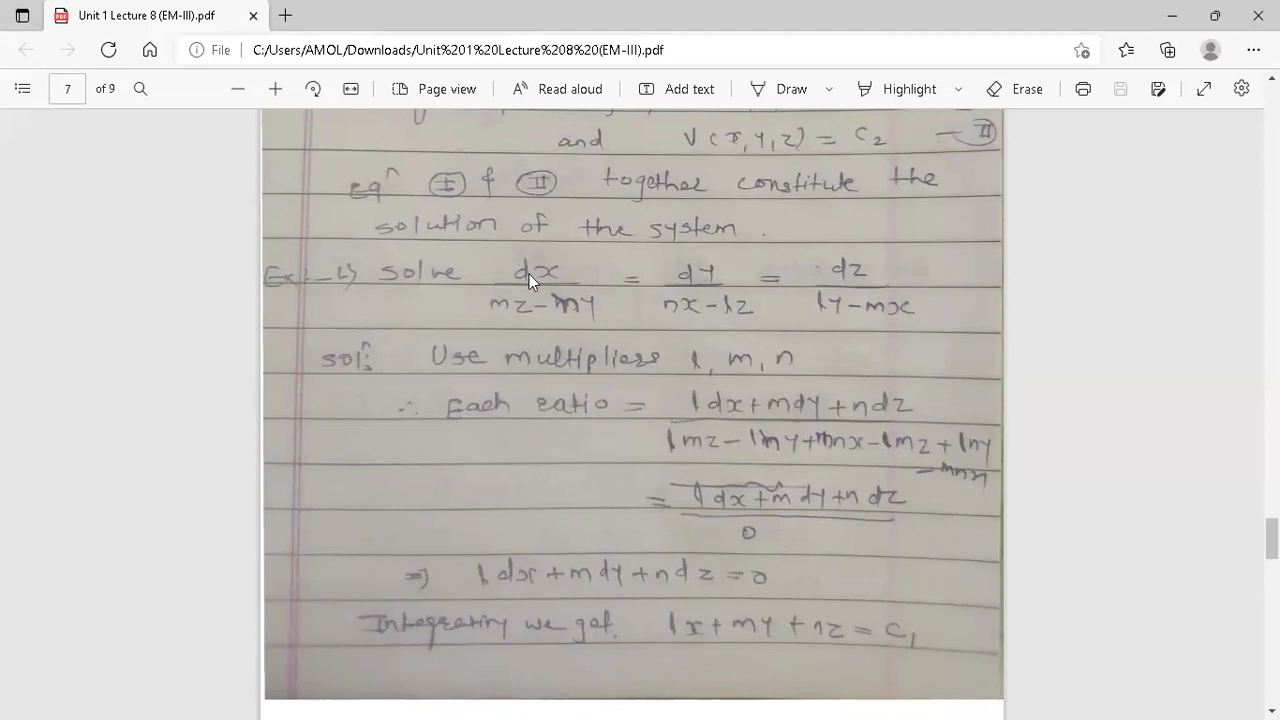 Unit 1 Lecture 8 (EM-III).pdf
File C:/Users/AMOL/Downloads/Unit%201%20Lecture%208%20(EM-III).pdf
7 of 9 Page view Read aloud Add text Draw Highlight Erase
and V(x,y,z) = c₂ — II
eqⁿ I & II together constitute the
solution of the system.
Ex:- 1) solve dx/(mz-ny) = dy/(nx-lz) = dz/(ly-mx)
solⁿ: Use multipliers l, m, n
∴ Each ratio = (l dx + m dy + n dz)/(lmz - lny + mnx - lmz + lny - mnx)
= (l dx + m dy + n dz)/0
⇒ l dx + m dy + n dz = 0
Integrating we get. lx + my + nz = c₁